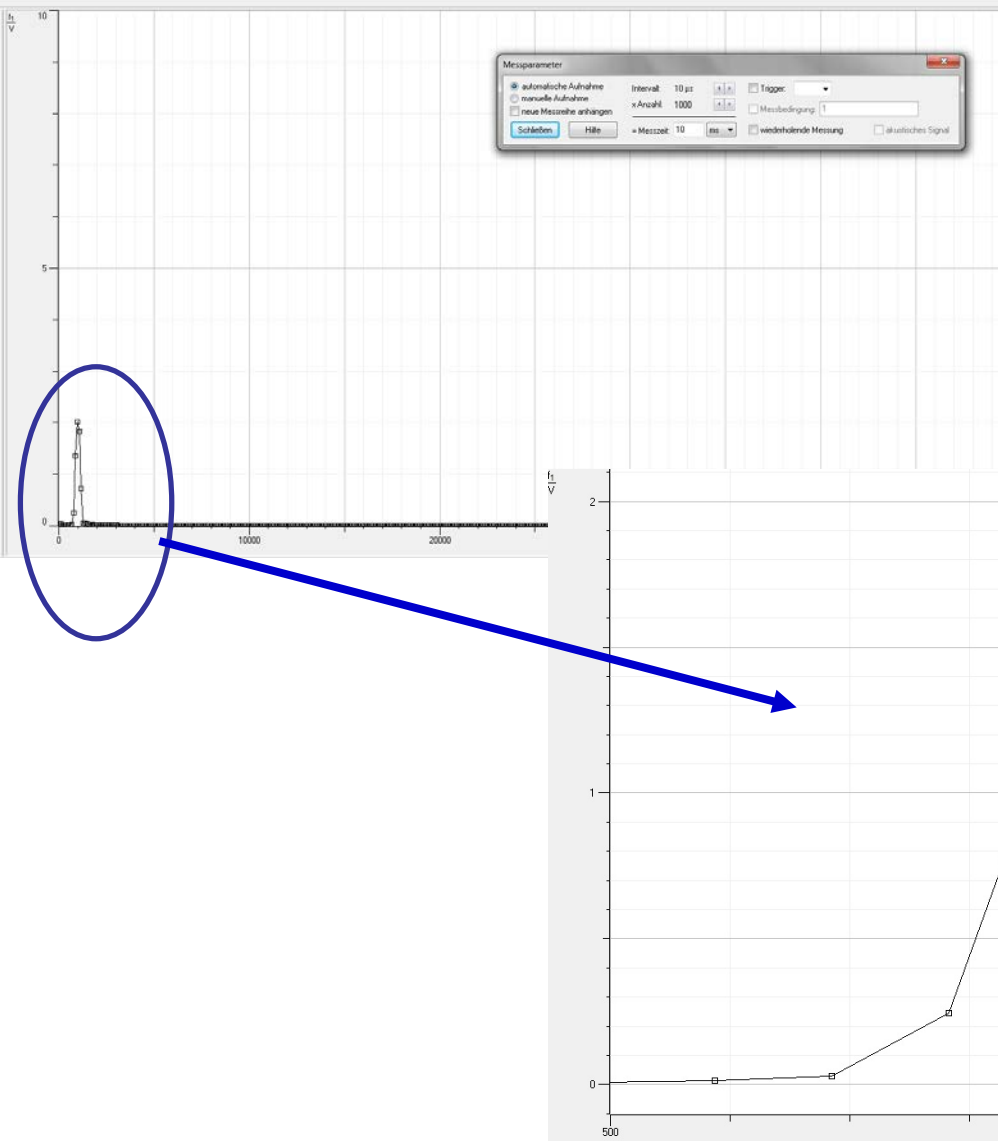 f1
V
10
5
0
0
10000
20000
Messparameter
automatische Aufnahme
manuelle Aufnahme
neue Messreihe anhängen
Schließen
Hilfe
Intervall: 10 µs
x Anzahl: 1000
= Messzeit: 10 ms
Trigger:
Messbedingung: 1
wiederholende Messung
akustisches Signal
f1
V
2
1
0
500